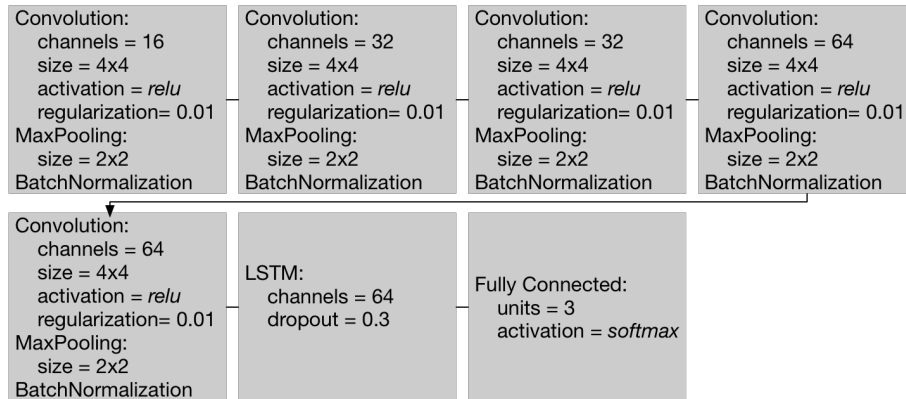 Convolution:
channels = 16
size = 4x4
activation = relu
regularization= 0.01
MaxPooling:
size = 2x2
BatchNormalization
Convolution:
channels = 32
size = 4x4
activation = relu
regularization= 0.01
MaxPooling:
size = 2x2
BatchNormalization
Convolution:
channels = 32
size = 4x4
activation = relu
regularization= 0.01
MaxPooling:
size = 2x2
BatchNormalization
Convolution:
channels = 64
size = 4x4
activation = relu
regularization= 0.01
MaxPooling:
size = 2x2
BatchNormalization
Convolution:
channels = 64
size = 4x4
activation = relu
regularization= 0.01
MaxPooling:
size = 2x2
BatchNormalization
LSTM:
channels = 64
dropout = 0.3
Fully Connected:
units = 3
activation = softmax